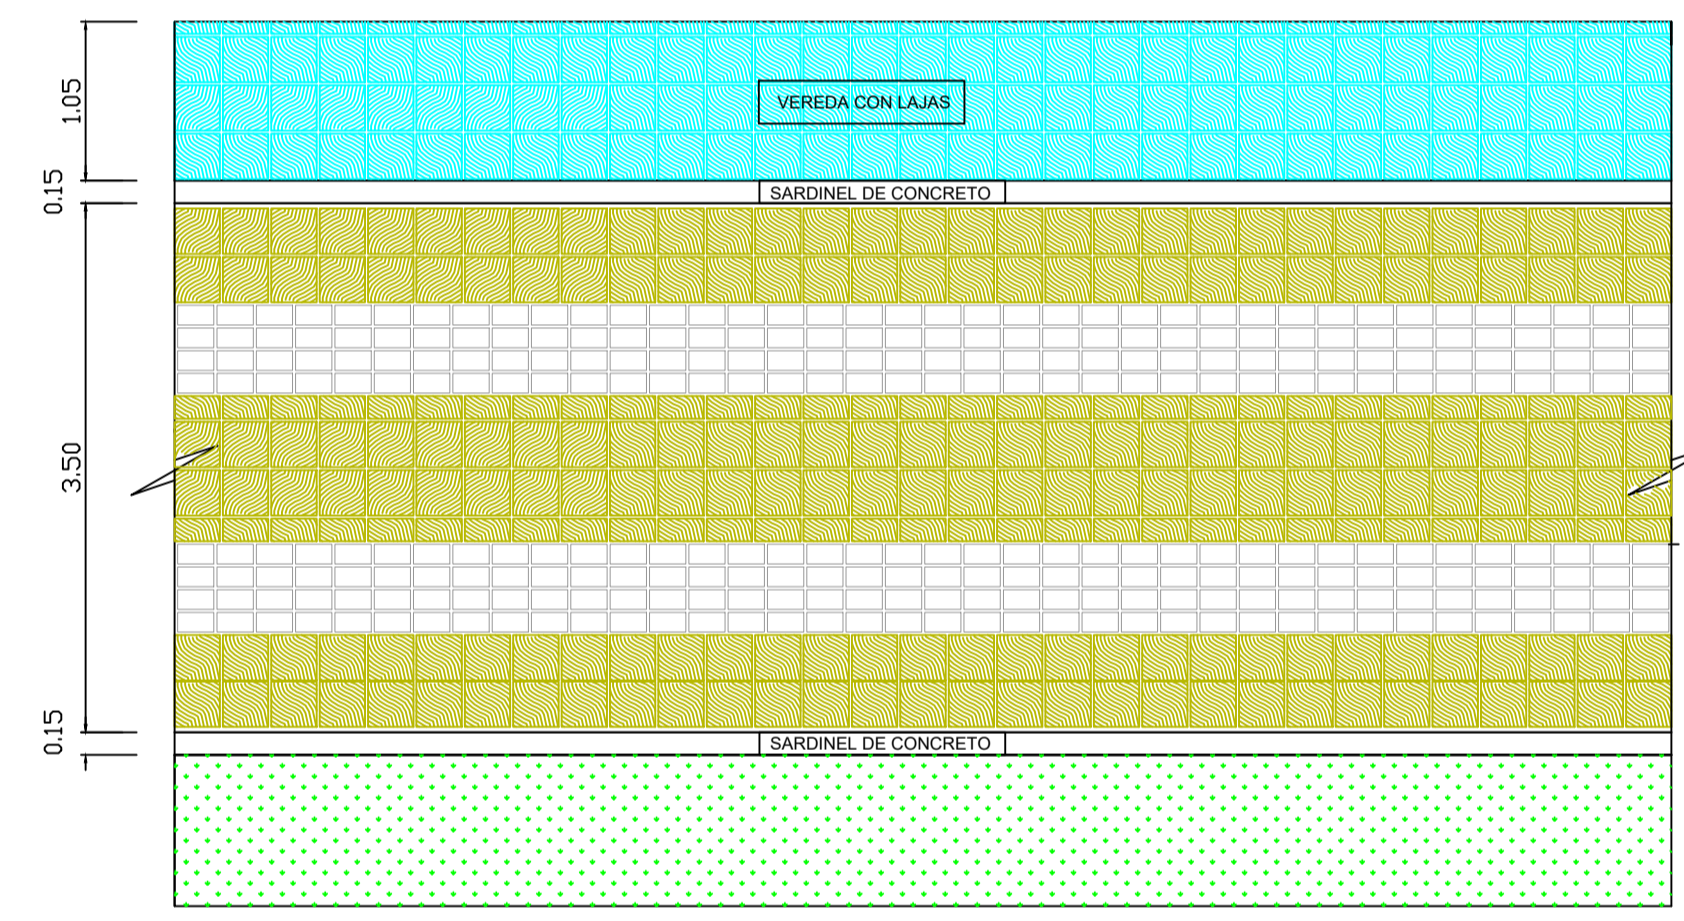 1.05
VEREDA CON LAJAS
0.15
SARDINEL DE CONCRETO
3.50
0.15
SARDINEL DE CONCRETO